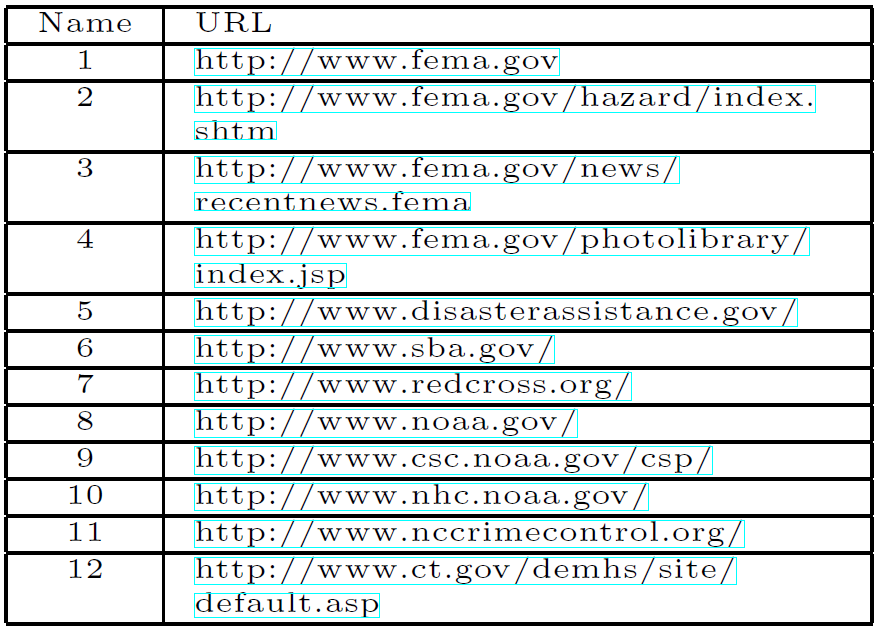 Name URL
1 http://www.fema.gov
2 http://www.fema.gov/hazard/index.
shtm
3 http://www.fema.gov/news/
recentnews.fema
4 http://www.fema.gov/photolibrary/
index.jsp
5 http://www.disasterassistance.gov/
6 http://www.sba.gov/
7 http://www.redcross.org/
8 http://www.noaa.gov/
9 http://www.csc.noaa.gov/csp/
10 http://www.nhc.noaa.gov/
11 http://www.nccrimecontrol.org/
12 http://www.ct.gov/demhs/site/
default.asp